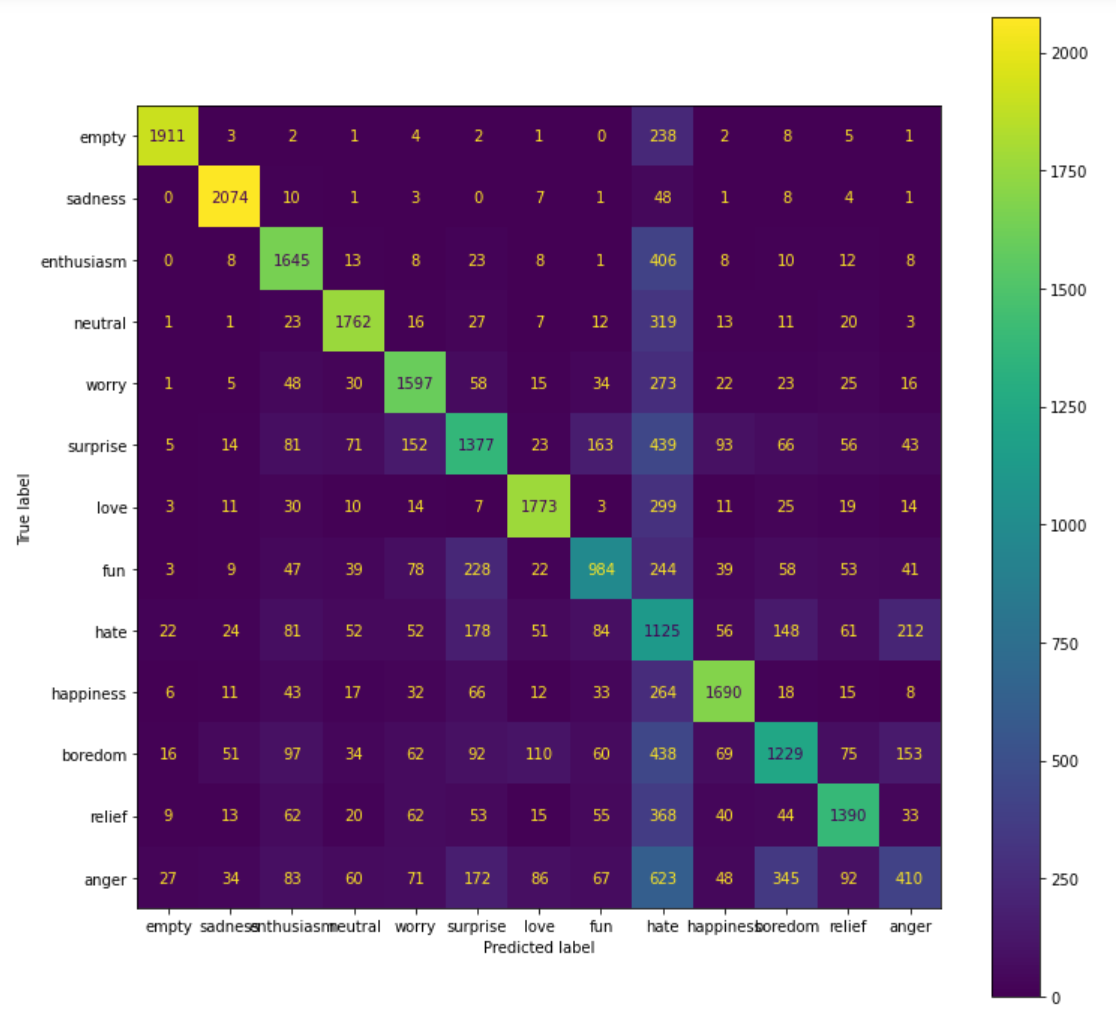 empty 1911 3 2 1 4 2 1 0 238 2 8 5 1
sadness 0 2074 10 1 3 0 7 1 48 1 8 4 1
enthusiasm 0 8 1645 13 8 23 8 1 406 8 10 12 8
neutral 1 1 23 1762 16 27 7 12 319 13 11 20 3
worry 1 5 48 30 1597 58 15 34 273 22 23 25 16
surprise 5 14 81 71 152 1377 23 163 439 93 66 56 43
love 3 11 30 10 14 7 1773 3 299 11 25 19 14
fun 3 9 47 39 78 228 22 984 244 39 58 53 41
hate 22 24 81 52 52 178 51 84 1125 56 148 61 212
happiness 6 11 43 17 32 66 12 33 264 1690 18 15 8
boredom 16 51 97 34 62 92 110 60 438 69 1229 75 153
relief 9 13 62 20 62 53 15 55 368 40 44 1390 33
anger 27 34 83 60 71 172 86 67 623 48 345 92 410
empty sadness enthusiasm neutral worry surprise love fun hate happiness boredom relief anger
Predicted label
True label
2000
1750
1500
1250
1000
750
500
250
0